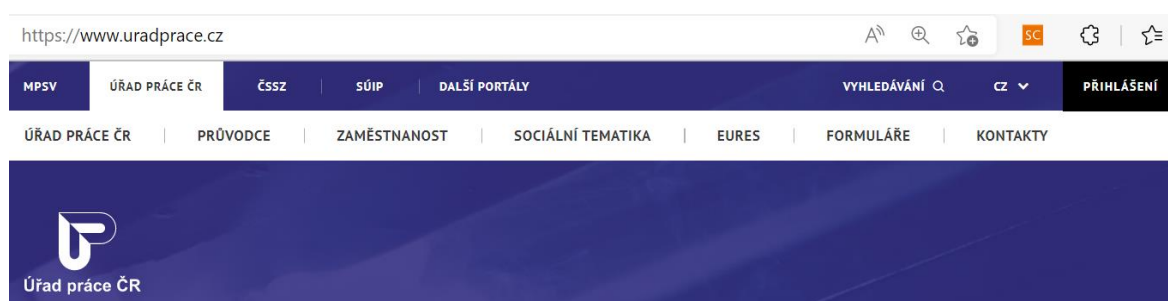 https://www.uradprace.cz
SC
MPSV ÚŘAD PRÁCE ČR ČSSZ SÚIP DALŠÍ PORTÁLY VYHLEDÁVÁNÍ CZ PŘIHLÁŠENÍ
ÚŘAD PRÁCE ČR PRŮVODCE ZAMĚSTNANOST SOCIÁLNÍ TEMATIKA EURES FORMULÁŘE KONTAKTY
Úřad práce ČR